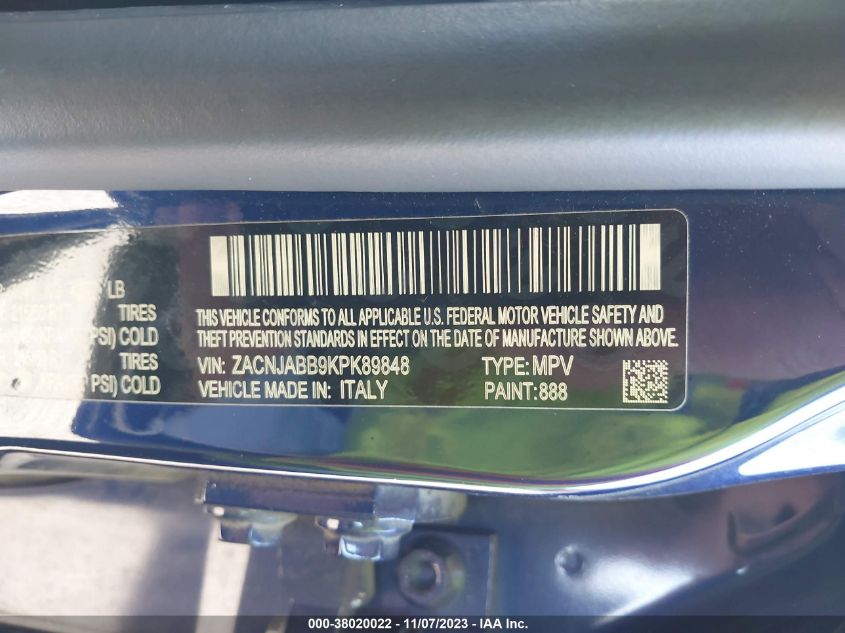 LB
TIRES
PSI) COLD
TIRES
PSI) COLD
THIS VEHICLE CONFORMS TO ALL APPLICABLE U.S. FEDERAL MOTOR VEHICLE SAFETY AND
THEFT PREVENTION STANDARDS IN EFFECT ON THE DATE OF MANUFACTURE SHOWN ABOVE.
VIN: ZACNJABB9KPK89848 TYPE: MPV
VEHICLE MADE IN: ITALY PAINT: 888
000-38020022 - 11/07/2023 - IAA Inc.